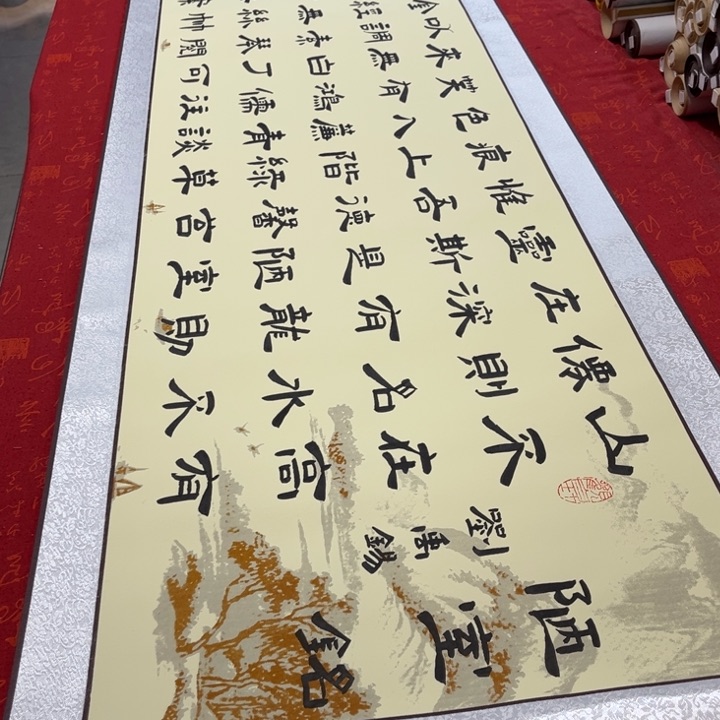 陋室銘
劉禹錫
山不在高有
僊則名水不
在深有龍則
靈斯是陋室
惟吾德馨苔
痕上階綠草
色入簾青談
笑有鴻儒往
來無白丁可
以調素琴閱
金經無絲竹